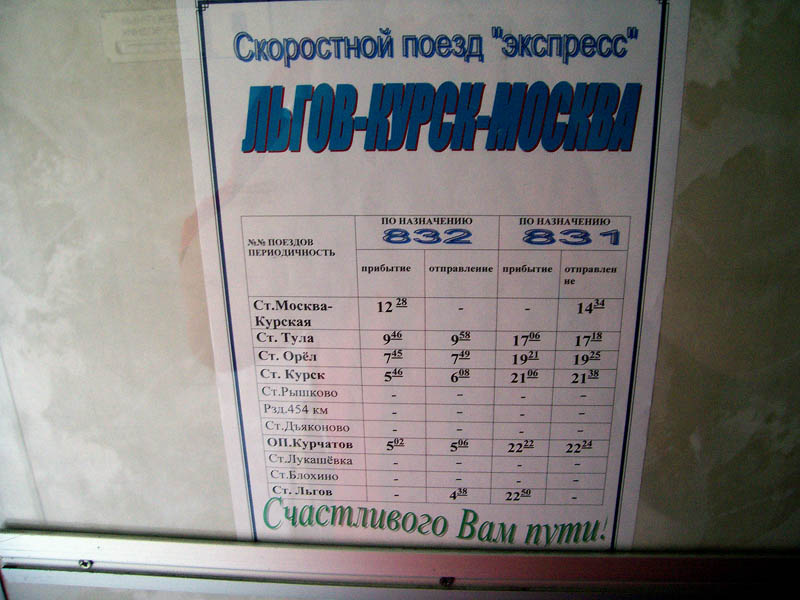 Скоростной поезд "экспресс"
ЛЬГОВ-КУРСК-МОСКВА
№№ ПОЕЗДОВ ПЕРИОДИЧНОСТЬ ПО НАЗНАЧЕНИЮ 832 ПО НАЗНАЧЕНИЮ 831
прибытие отправление прибытие отправлен ие
Ст.Москва-Курская 12 28 - - 14 34
Ст. Тула 9 46 9 58 17 06 17 18
Ст. Орёл 7 45 7 49 19 21 19 25
Ст. Курск 5 46 6 08 21 06 21 38
Ст.Рышково - - - -
Рзд.454 км - - - -
Ст.Дъяконово - - - -
ОП.Курчатов 5 02 5 06 22 22 22 24
Ст.Лукашёвка - - - -
Ст.Блохино - - - -
Ст. Льгов - 4 38 22 50 -
Счастливого Вам пути!